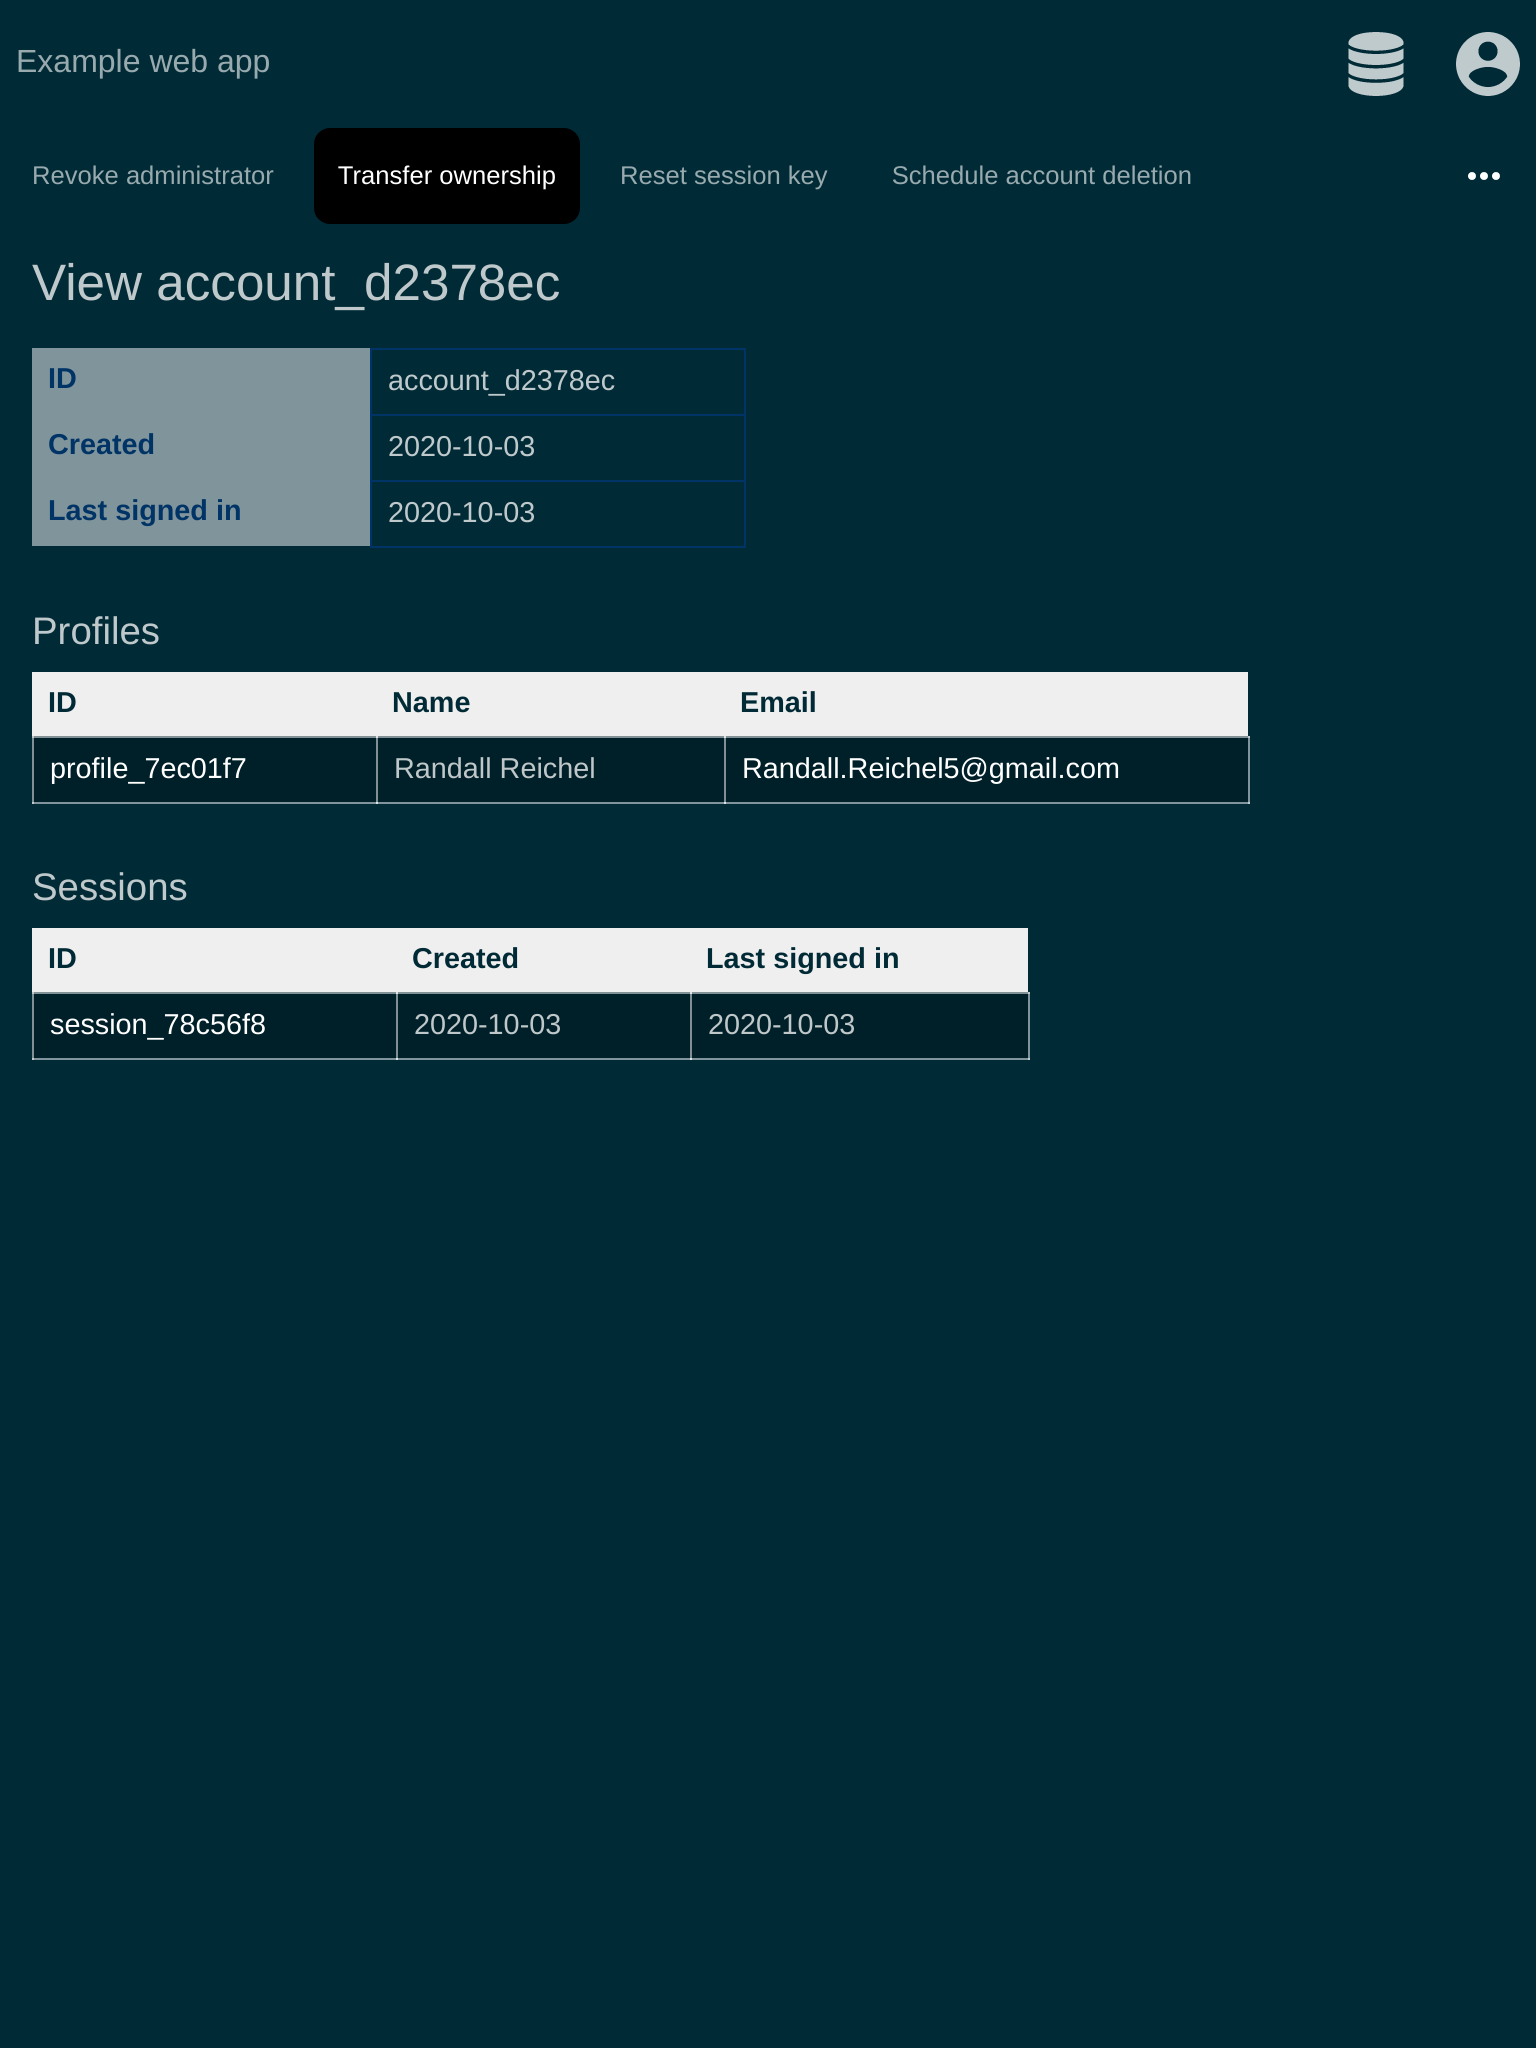 Example web app
Revoke administrator Transfer ownership Reset session key Schedule account deletion
View account_d2378ec
ID account_d2378ec
Created 2020-10-03
Last signed in 2020-10-03
Profiles
ID Name Email
profile_7ec01f7 Randall Reichel Randall.Reichel5@gmail.com
Sessions
ID Created Last signed in
session_78c56f8 2020-10-03 2020-10-03